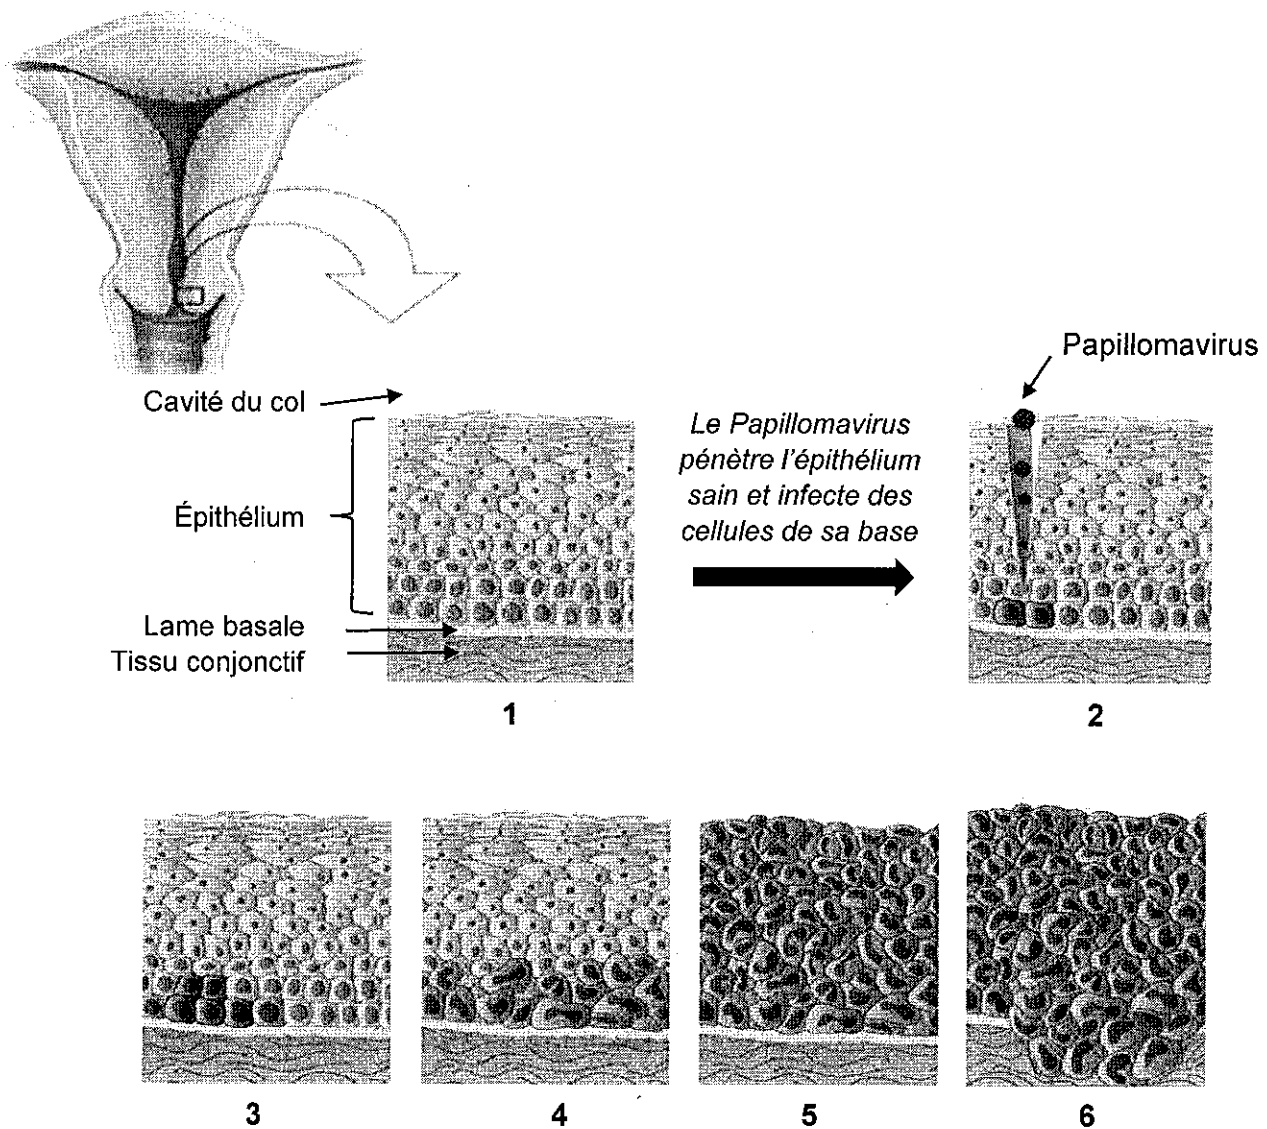 Papillomavirus
Cavité du col
Le Papillomavirus
pénètre l'épithélium
sain et infecte des
cellules de sa base
Épithélium
Lame basale
Tissu conjonctif
1
2
3
4
5
6